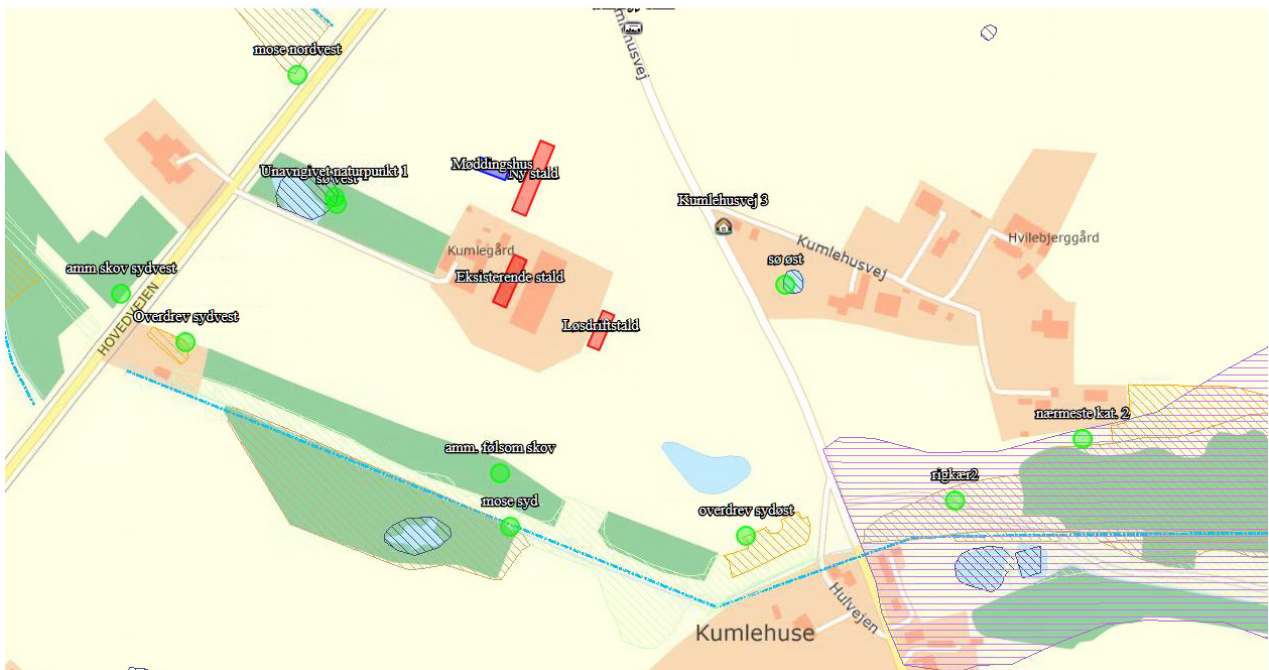 Kumlehusvej
mose nordvest
Unavngivet naturpunkt 1
sø vest
Møddingshus
Ny stald
Kumlehusvej 3
Kumlegård
Kumlehusvej
Hvilebjerggård
amm skov sydvest
Eksisterende stald
sø øst
HOVEDVEJEN
Overdrev sydvest
Løsdriftstald
nærmeste kat. 2
amm. følsom skov
rigkær2
mose syd
overdrev sydøst
Hulvejen
Kumlehuse